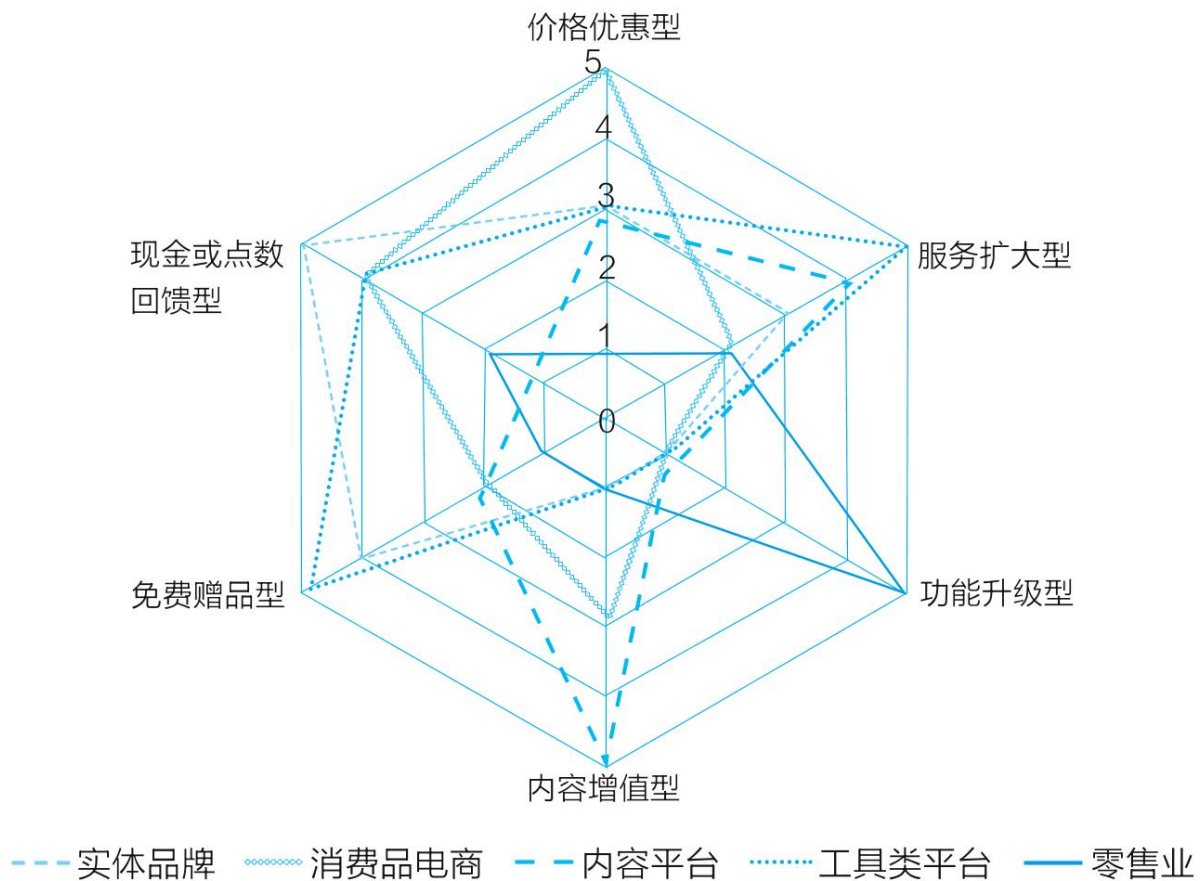 价格优惠型
5
4
3
2
1
0
现金或点数
回馈型
服务扩大型
免费赠品型
功能升级型
内容增值型
实体品牌 消费品电商 内容平台 工具类平台 零售业